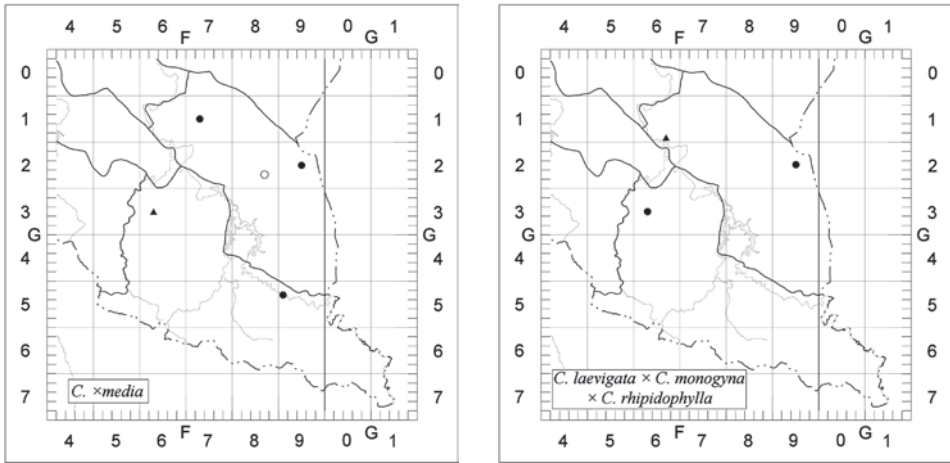 4 5 6 F 7 8 9 0 G 1
0 0
1 1
2 2
3 3
G G
4 4
5 5
6 6
7 7
C. ×media
4 5 6 F 7 8 9 0 G 1
4 5 6 F 7 8 9 0 G 1
0 0
1 1
2 2
3 3
G G
4 4
5 5
6 6
7 7
C. laevigata × C. monogyna
× C. rhipidophylla
4 5 6 F 7 8 9 0 G 1